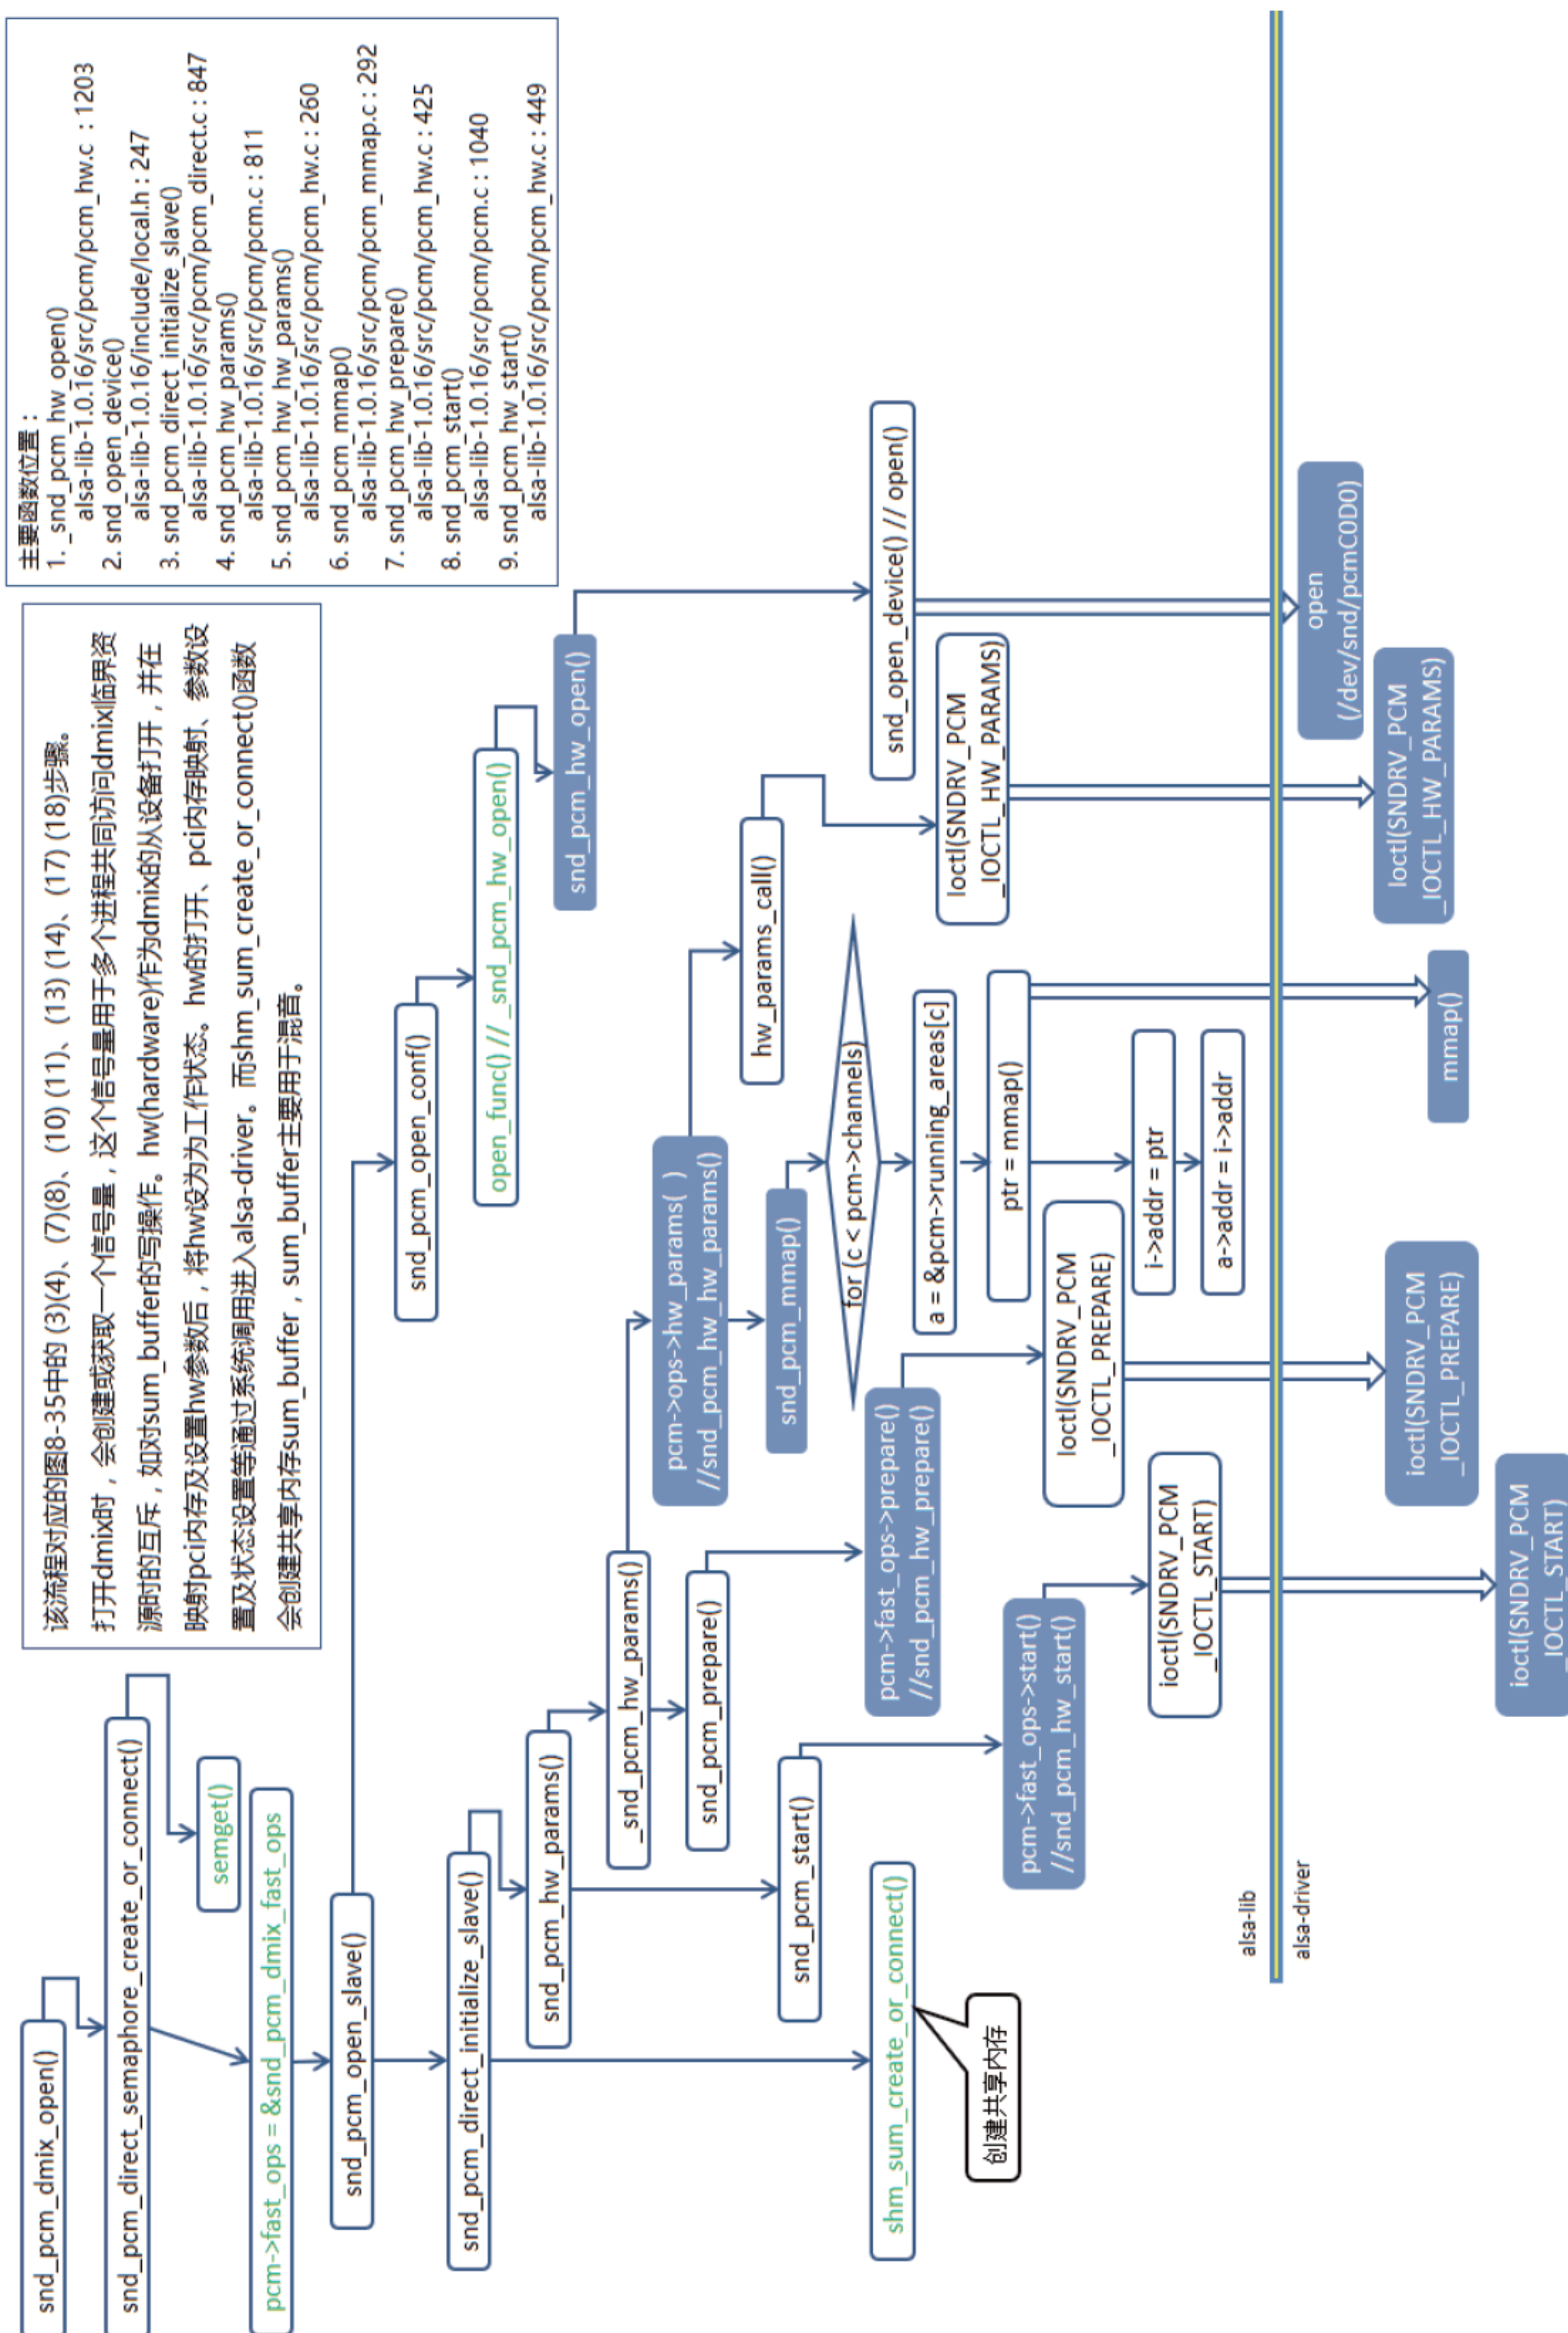 该流程对应的图8-35中的 (3)(4)、(7)(8)、(10) (11)、(13) (14)、(17) (18)步骤。
打开dmix时，会创建或获取一个信号量，这个信号量用于多个进程共同访问dmix临界资
源时的互斥，如对sum_buffer的写操作。hw(hardware)作为dmix的从设备打开，并在
映射pci内存及设置hw参数后，将hw设为为工作状态。hw的打开、pci内存映射、参数设
置及状态设置等通过系统调用进入alsa-driver。而shm_sum_create_or_connect()函数
会创建共享内存sum_buffer，sum_buffer主要用于混音。
主要函数位置：
1. _snd_pcm_hw_open()
alsa-lib-1.0.16/src/pcm/pcm_hw.c : 1203
2. snd_open_device()
alsa-lib-1.0.16/include/local.h : 247
3. snd_pcm_direct_initialize_slave()
alsa-lib-1.0.16/src/pcm/pcm_direct.c : 847
4. snd_pcm_hw_params()
alsa-lib-1.0.16/src/pcm/pcm.c : 811
5. snd_pcm_hw_hw_params()
alsa-lib-1.0.16/src/pcm/pcm_hw.c : 260
6. snd_pcm_mmap()
alsa-lib-1.0.16/src/pcm/pcm_mmap.c : 292
7. snd_pcm_hw_prepare()
alsa-lib-1.0.16/src/pcm/pcm_hw.c : 425
8. snd_pcm_start()
alsa-lib-1.0.16/src/pcm/pcm.c : 1040
9. snd_pcm_hw_start()
alsa-lib-1.0.16/src/pcm/pcm_hw.c : 449
snd_pcm_dmix_open()
snd_pcm_direct_semaphore_create_or_connect()
semget()
pcm->fast_ops = &snd_pcm_dmix_fast_ops
snd_pcm_open_slave()
snd_pcm_open_conf()
open_func() // _snd_pcm_hw_open()
snd_pcm_hw_open()
snd_pcm_direct_initialize_slave()
snd_pcm_hw_params()
_snd_pcm_hw_params()
pcm->ops->hw_params( )
//snd_pcm_hw_hw_params()
snd_pcm_prepare()
hw_params_call()
snd_pcm_mmap()
snd_pcm_start()
for (c < pcm->channels)
shm_sum_create_or_connect()
创建共享内存
pcm->fast_ops->prepare()
//snd_pcm_hw_prepare()
a = &pcm->running_areas[c]
snd_open_device() // open()
Ioctl(SNDRV_PCM
_IOCTL_HW_PARAMS)
ptr = mmap()
pcm->fast_ops->start()
//snd_pcm_hw_start()
Ioctl(SNDRV_PCM
_IOCTL_PREPARE)
i->addr = ptr
ioctl(SNDRV_PCM
_IOCTL_START)
a->addr = i->addr
alsa-lib
alsa-driver
open
(/dev/snd/pcmC0D0)
Ioctl(SNDRV_PCM
_IOCTL_HW_PARAMS)
mmap()
ioctl(SNDRV_PCM
_IOCTL_PREPARE)
ioctl(SNDRV_PCM
_IOCTL_START)